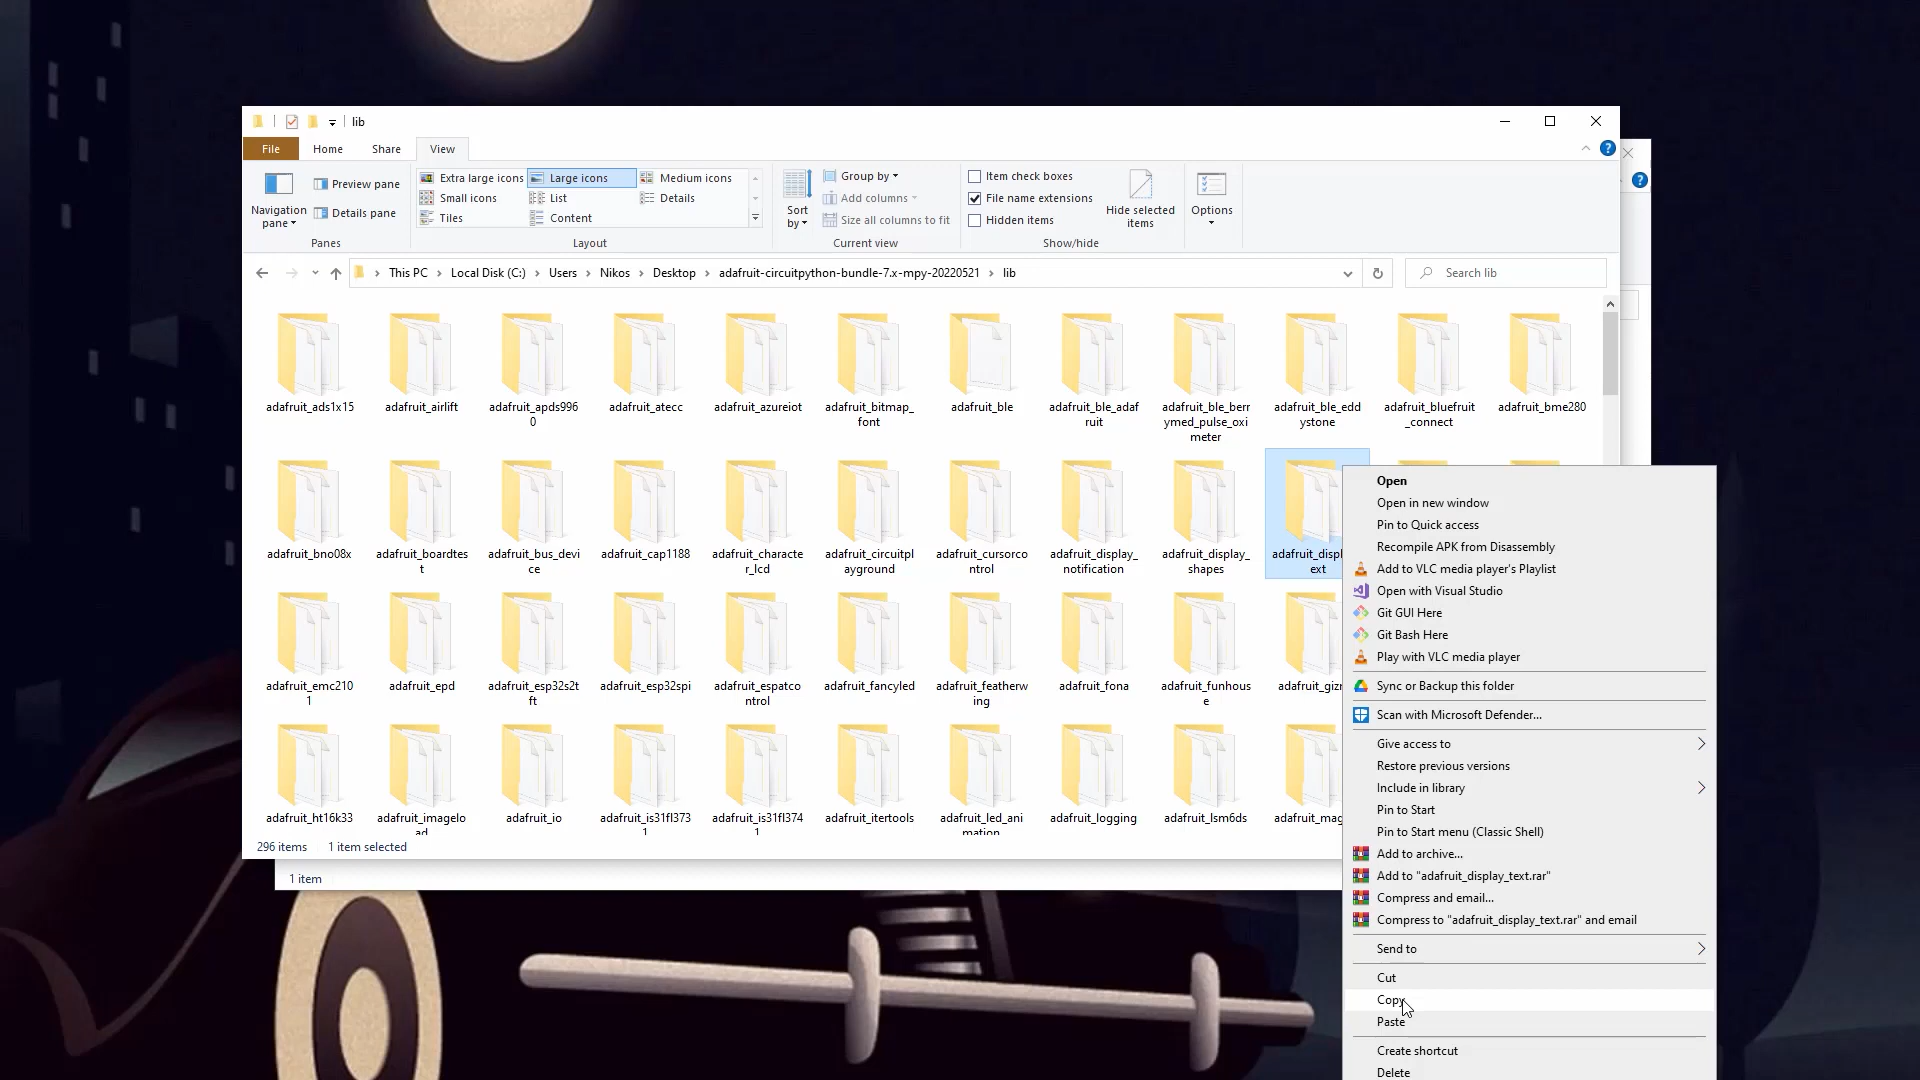 lib
File
Home
Share
View
Navigation
pane
Preview pane
Details pane
Panes
Extra large icons
Large icons
Medium icons
Small icons
List
Details
Tiles
Content
Layout
Sort
by
Group by
Add columns
Size all columns to fit
Current view
Item check boxes
File name extensions
Hidden items
Hide selected
items
Show/hide
Options
This PC
Local Disk (C:)
Users
Nikos
Desktop
adafruit-circuitpython-bundle-7.x-mpy-20220521
lib
Search lib
adafruit_ads1x15
adafruit_airlift
adafruit_apds996
0
adafruit_atecc
adafruit_azureiot
adafruit_bitmap_
font
adafruit_ble
adafruit_ble_adaf
ruit
adafruit_ble_berr
ymed_pulse_oxi
meter
adafruit_ble_edd
ystone
adafruit_bluefruit
_connect
adafruit_bme280
adafruit_bno08x
adafruit_boardtes
t
adafruit_bus_devi
ce
adafruit_cap1188
adafruit_characte
r_lcd
adafruit_circuitpl
ayground
adafruit_cursorco
ntrol
adafruit_display_
notification
adafruit_display_
shapes
adafruit_displ
ext
adafruit_emc210
1
adafruit_epd
adafruit_esp32s2t
ft
adafruit_esp32spi
adafruit_espatco
ntrol
adafruit_fancyled
adafruit_featherw
ing
adafruit_fona
adafruit_funhous
e
adafruit_giz
adafruit_ht16k33
adafruit_imagelo
ad
adafruit_io
adafruit_is31fl373
1
adafruit_is31fl374
1
adafruit_itertools
adafruit_led_ani
mation
adafruit_logging
adafruit_lsm6ds
adafruit_mag
296 items
1 item selected
1 item
Open
Open in new window
Pin to Quick access
Recompile APK from Disassembly
Add to VLC media player's Playlist
Open with Visual Studio
Git GUI Here
Git Bash Here
Play with VLC media player
Sync or Backup this folder
Scan with Microsoft Defender...
Give access to
Restore previous versions
Include in library
Pin to Start
Pin to Start menu (Classic Shell)
Add to archive...
Add to "adafruit_display_text.rar"
Compress and email...
Compress to "adafruit_display_text.rar" and email
Send to
Cut
Copy
Paste
Create shortcut
Delete